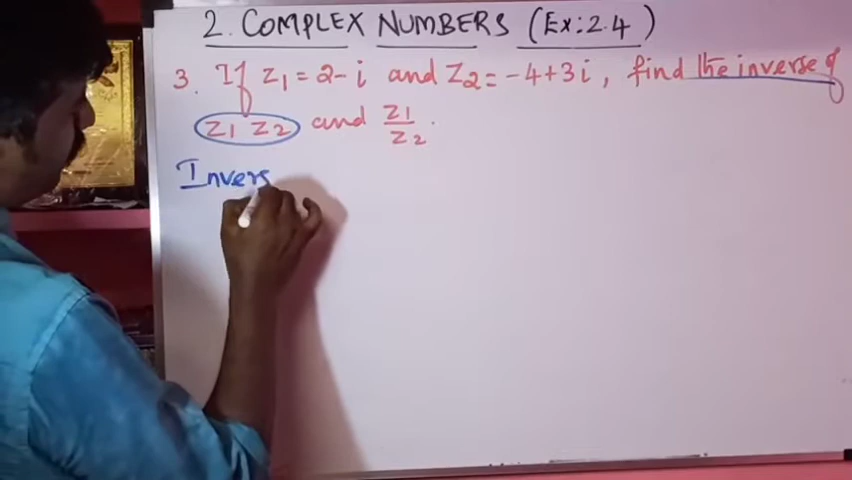 2. COMPLEX NUMBERS (Ex: 2.4)
3. If z₁ = 2 - i and z₂ = -4+3i, find the inverse of
z₁ z₂ and z₁/z₂.
Invers